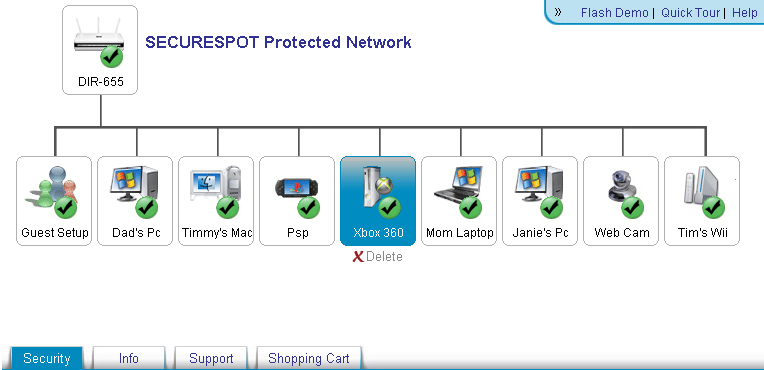 » Flash Demo | Quick Tour | Help
SECURESPOT Protected Network
DIR-655
Guest Setup Dad's Pc Timmy's Mac Psp Xbox 360 Mom Laptop Janie's Pc Web Cam Tim's Wii
X Delete
Security Info Support Shopping Cart